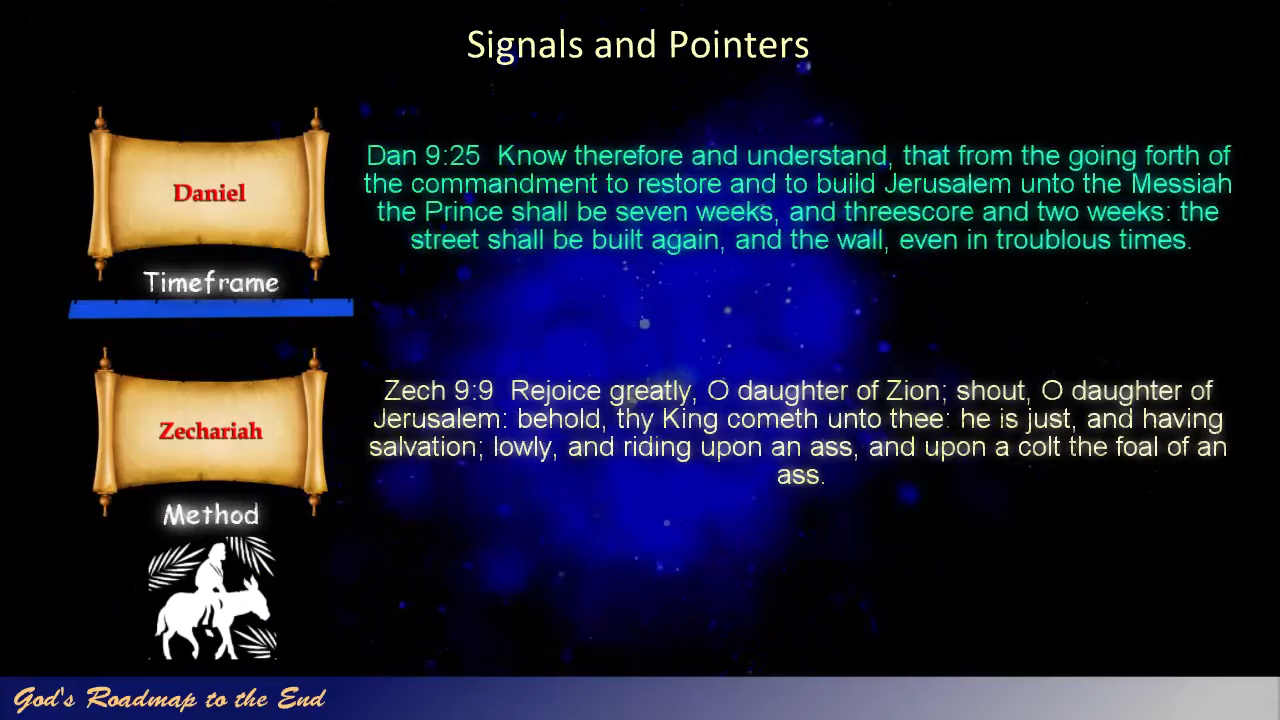 Signals and Pointers
Daniel
Dan 9:25  Know therefore and understand, that from the going forth of
the commandment to restore and to build Jerusalem unto the Messiah
the Prince shall be seven weeks, and threescore and two weeks: the
street shall be built again, and the wall, even in troublous times.
Timeframe
Zechariah
Zech 9:9  Rejoice greatly, O daughter of Zion; shout, O daughter of
Jerusalem: behold, thy King cometh unto thee: he is just, and having
salvation; lowly, and riding upon an ass, and upon a colt the foal of an
ass.
Method
God's Roadmap to the End